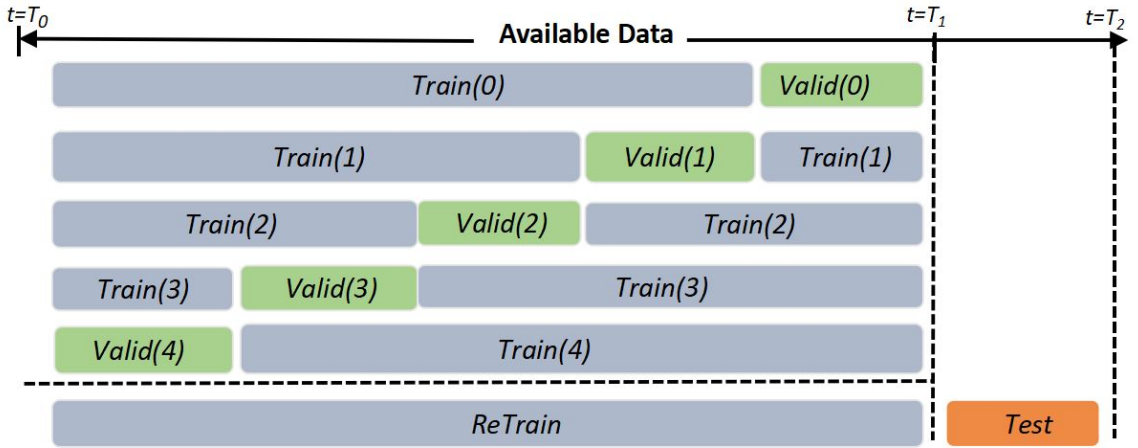 t=T0 t=T1 t=T2
Available Data
Train(0) Valid(0)
Train(1) Valid(1) Train(1)
Train(2) Valid(2) Train(2)
Train(3) Valid(3) Train(3)
Valid(4) Train(4)
ReTrain Test